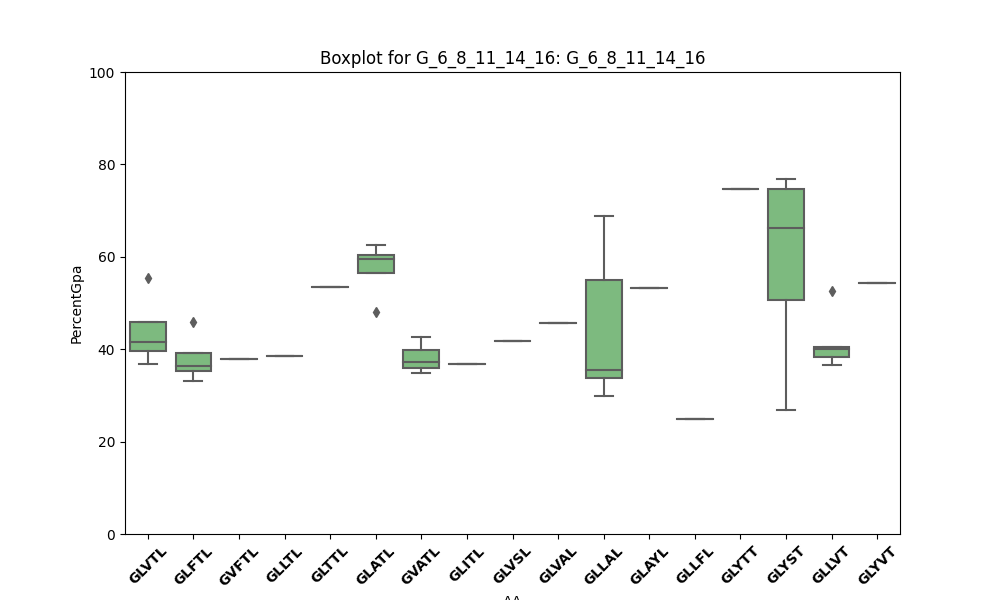 Boxplot for G_6_8_11_14_16: G_6_8_11_14_16
PercentGpa
100
80
60
40
20
0
GLVTL
GLFTL
GVFTL
GLLTL
GLTTL
GLATL
GVATL
GLITL
GLVSL
GLVAL
GLLAL
GLAYL
GLLFL
GLYTT
GLYST
GLLVT
GLYVT
AA